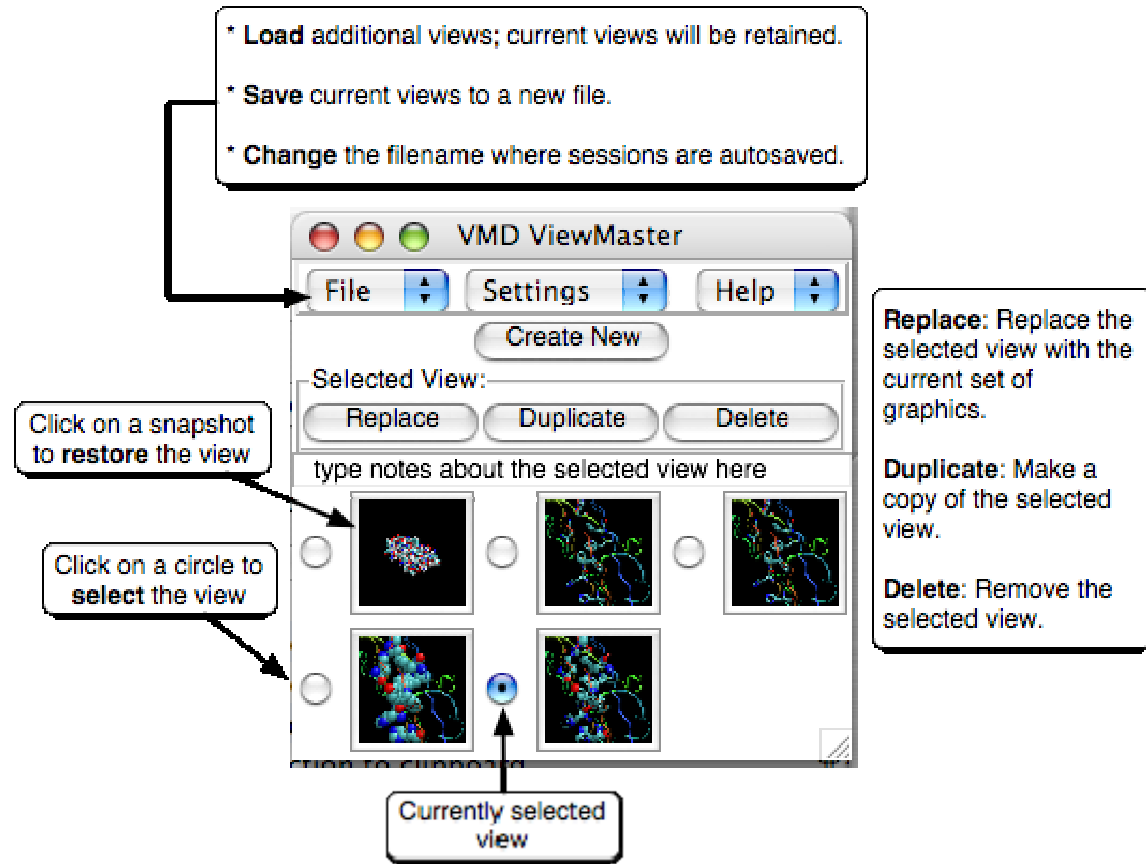 * Load additional views; current views will be retained.
* Save current views to a new file.
* Change the filename where sessions are autosaved.
VMD ViewMaster
File Settings Help
Create New
Selected View:
Replace Duplicate Delete
type notes about the selected view here
Click on a snapshot
to restore the view
Click on a circle to
select the view
Replace: Replace the
selected view with the
current set of
graphics.
Duplicate: Make a
copy of the selected
view.
Delete: Remove the
selected view.
ction to clipboard
Currently selected
view